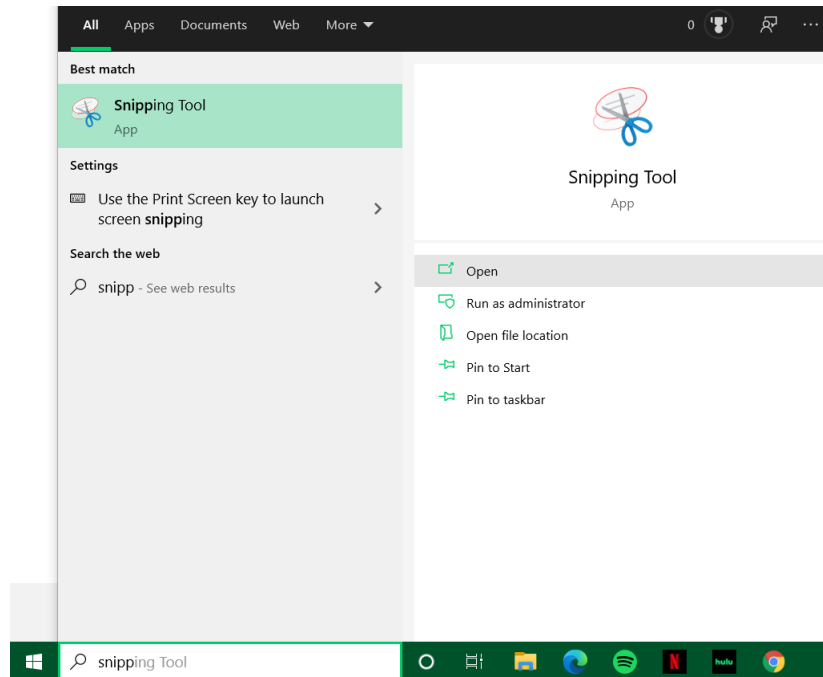 All Apps Documents Web More 0 ...
Best match
Snipping Tool
App
Settings
Use the Print Screen key to launch
screen snipping
Search the web
snipp - See web results
Snipping Tool
App
Open
Run as administrator
Open file location
Pin to Start
Pin to taskbar
snipping Tool
N
hulu